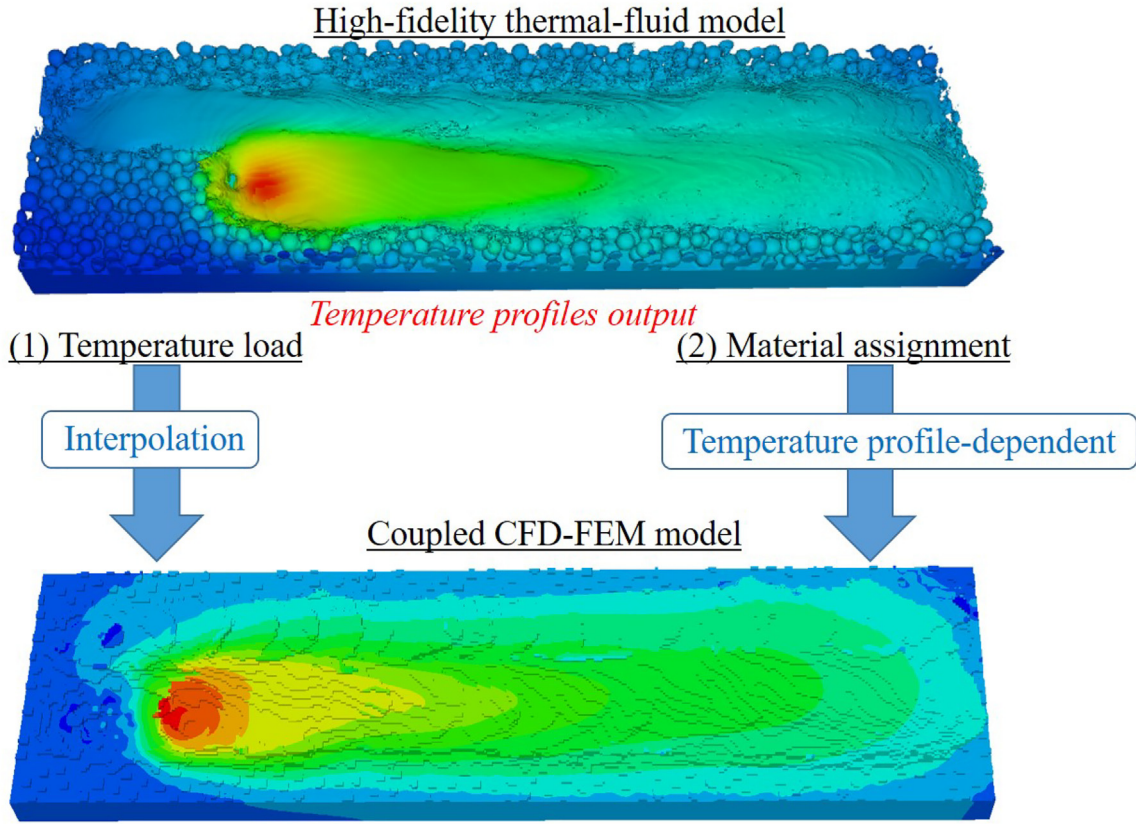 High-fidelity thermal-fluid model
Temperature profiles output
(1) Temperature load
(2) Material assignment
Interpolation
Temperature profile-dependent
Coupled CFD-FEM model